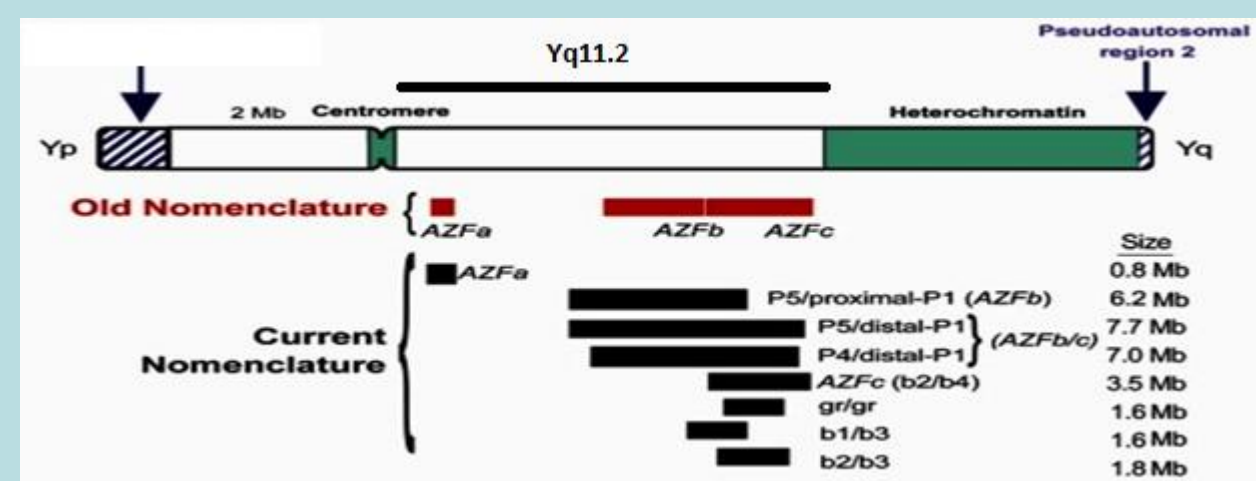 Yq11.2
Pseudoautosomal
region 2
2 Mb
Centromere
Heterochromatin
Yp
Yq
Old Nomenclature
AZFa
AZFb
AZFc
Size
AZFa
0.8 Mb
P5/proximal-P1 (AZFb)
6.2 Mb
Current
Nomenclature
P5/distal-P1
7.7 Mb
(AZFb/c)
P4/distal-P1
7.0 Mb
AZFc (b2/b4)
3.5 Mb
gr/gr
1.6 Mb
b1/b3
1.6 Mb
b2/b3
1.8 Mb